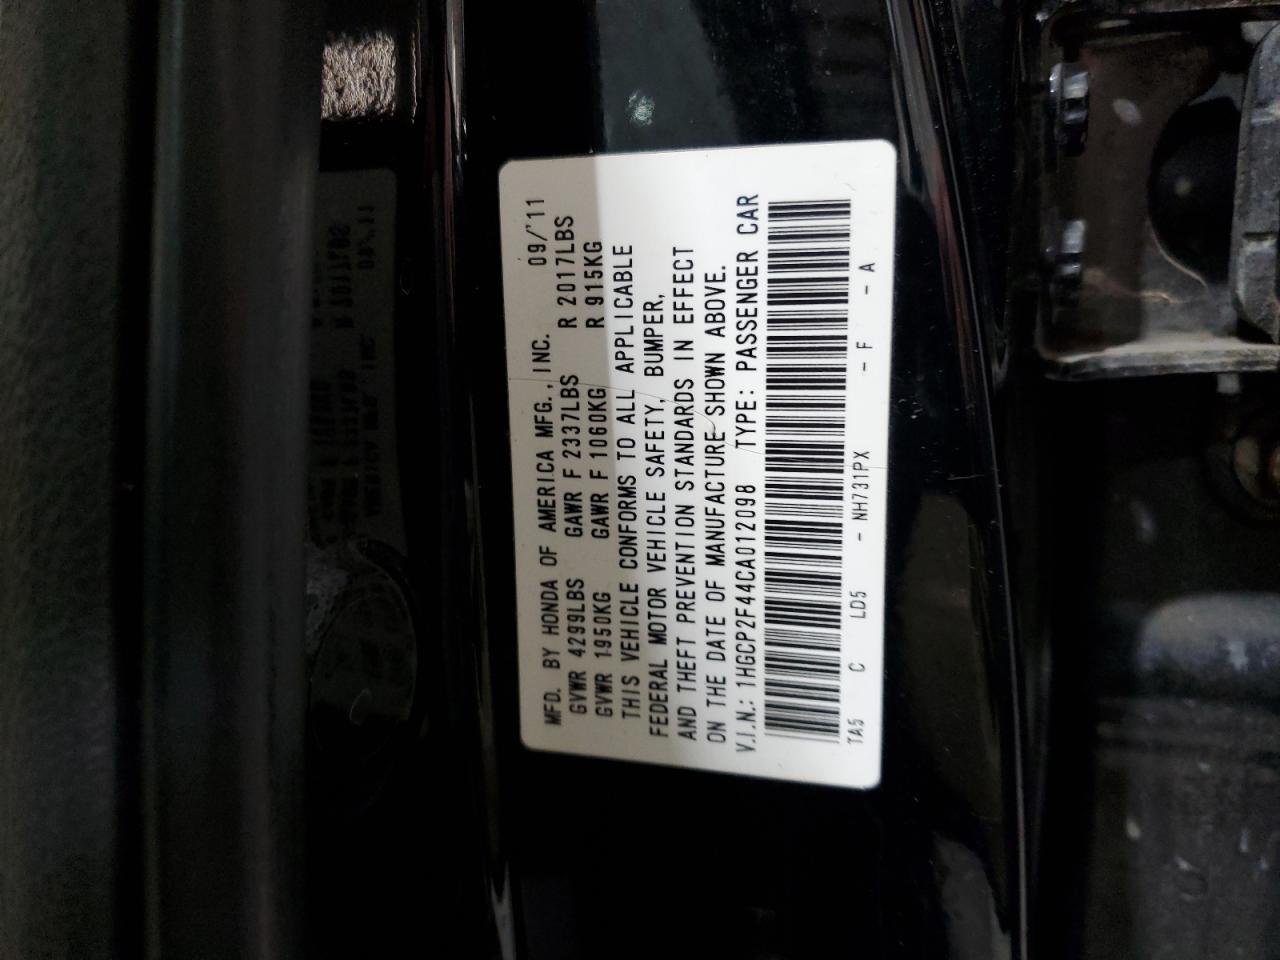 MFD. BY HONDA OF AMERICA MFG., INC. 09/'11
GVWR 4299LBS GAWR F 2337LBS R 2017LBS
GVWR 1950KG GAWR F 1060KG R 915KG
THIS VEHICLE CONFORMS TO ALL APPLICABLE
FEDERAL MOTOR VEHICLE SAFETY, BUMPER,
AND THEFT PREVENTION STANDARDS IN EFFECT
ON THE DATE OF MANUFACTURE SHOWN ABOVE.
V.I.N.: 1HGCP2F44CA012098 TYPE: PASSENGER CAR
TA5 C LD5 - NH731PX - F - A